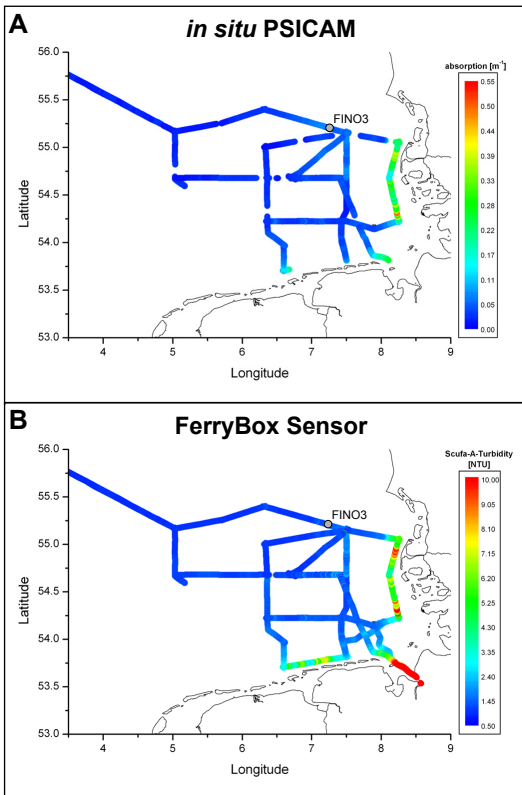 A
in situ PSICAM
absorption [m-1]
56.0
55.5
55.0
54.5
54.0
53.5
53.0
Latitude
4 5 6 7 8 9
Longitude
FINO3
0.55
0.50
0.44
0.39
0.33
0.28
0.22
0.17
0.11
0.05
0.00
B
FerryBox Sensor
Scufa-A-Turbidity
[NTU]
56.0
55.5
55.0
54.5
54.0
53.5
53.0
Latitude
4 5 6 7 8 9
Longitude
FINO3
10.00
9.05
8.10
7.15
6.20
5.25
4.30
3.35
2.40
1.45
0.50